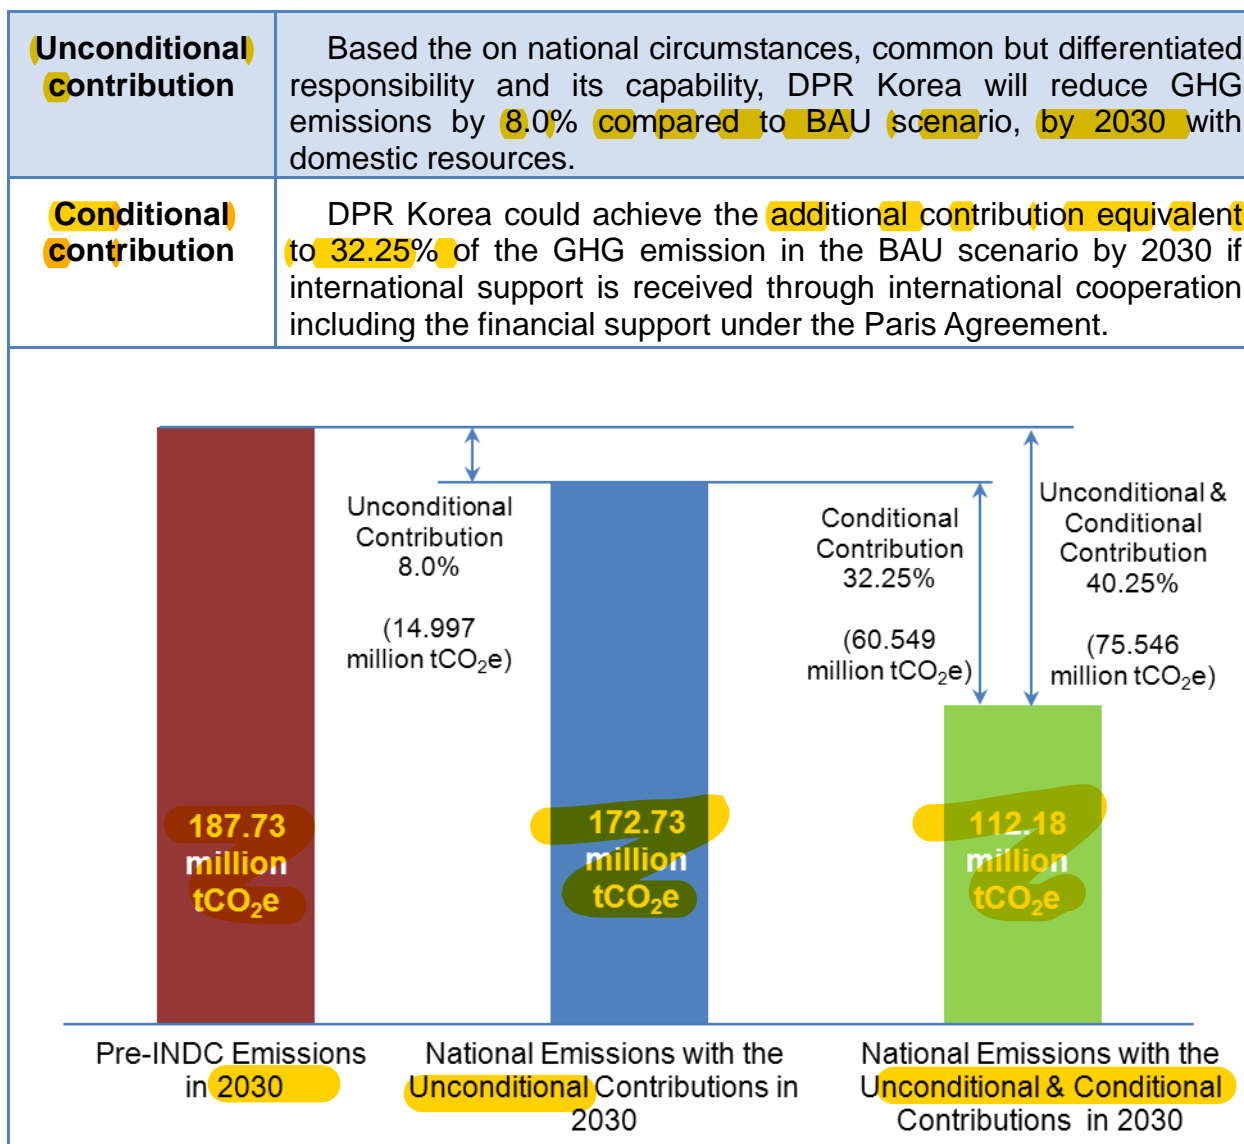 Unconditional
contribution
Based the on national circumstances, common but differentiated
responsibility and its capability, DPR Korea will reduce GHG
emissions by 8.0% compared to BAU scenario, by 2030 with
domestic resources.
Conditional
contribution
DPR Korea could achieve the additional contribution equivalent
to 32.25% of the GHG emission in the BAU scenario by 2030 if
international support is received through international cooperation
including the financial support under the Paris Agreement.
Unconditional
Contribution
8.0%
(14.997
million tCO₂e)
Conditional
Contribution
32.25%
(60.549
million tCO₂e)
Unconditional &
Conditional
Contribution
40.25%
(75.546
million tCO₂e)
187.73
million
tCO₂e
172.73
million
tCO₂e
112.18
million
tCO₂e
Pre-INDC Emissions
in 2030
National Emissions with the
Unconditional Contributions in
2030
National Emissions with the
Unconditional & Conditional
Contributions in 2030